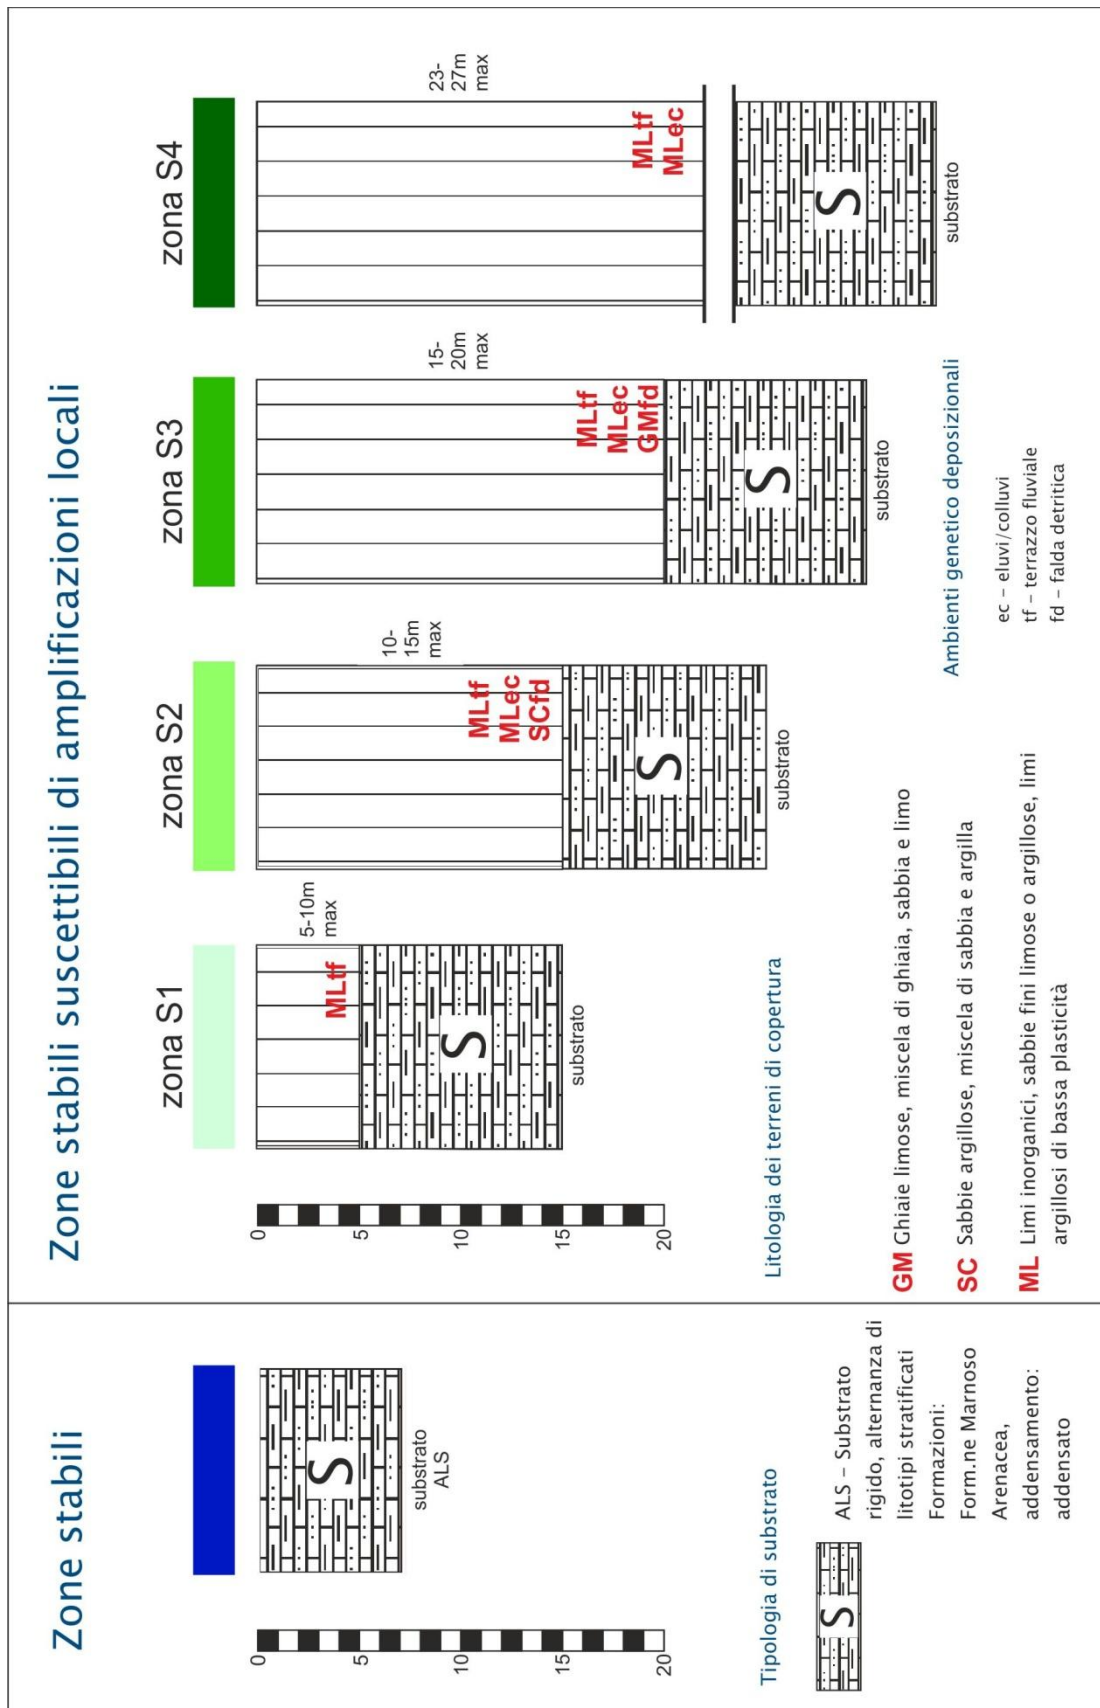 Zone stabili
0
5
10
15
20
S
substrato
ALS
Tipologia di substrato
S
ALS – Substrato
rigido, alternanza di
litotipi stratificati
Formazioni:
Form.ne Marnoso
Arenacea,
addensamento:
addensato
Zone stabili suscettibili di amplificazioni locali
0
5
10
15
20
zona S1
5-10m
max
MLtf
S
substrato
zona S2
10-
15m
max
MLtf
MLec
SCfd
S
substrato
zona S3
15-
20m
max
MLtf
MLec
GMfd
S
substrato
zona S4
23-
27m
max
MLtf
MLec
S
substrato
Litologia dei terreni di copertura
GM Ghiaie limose, miscela di ghiaia, sabbia e limo
SC Sabbie argillose, miscela di sabbia e argilla
ML Limi inorganici, sabbie fini limose o argillose, limi
argillosi di bassa plasticità
Ambienti genetico deposizionali
ec – eluvi/colluvi
tf – terrazzo fluviale
fd – falda detritica